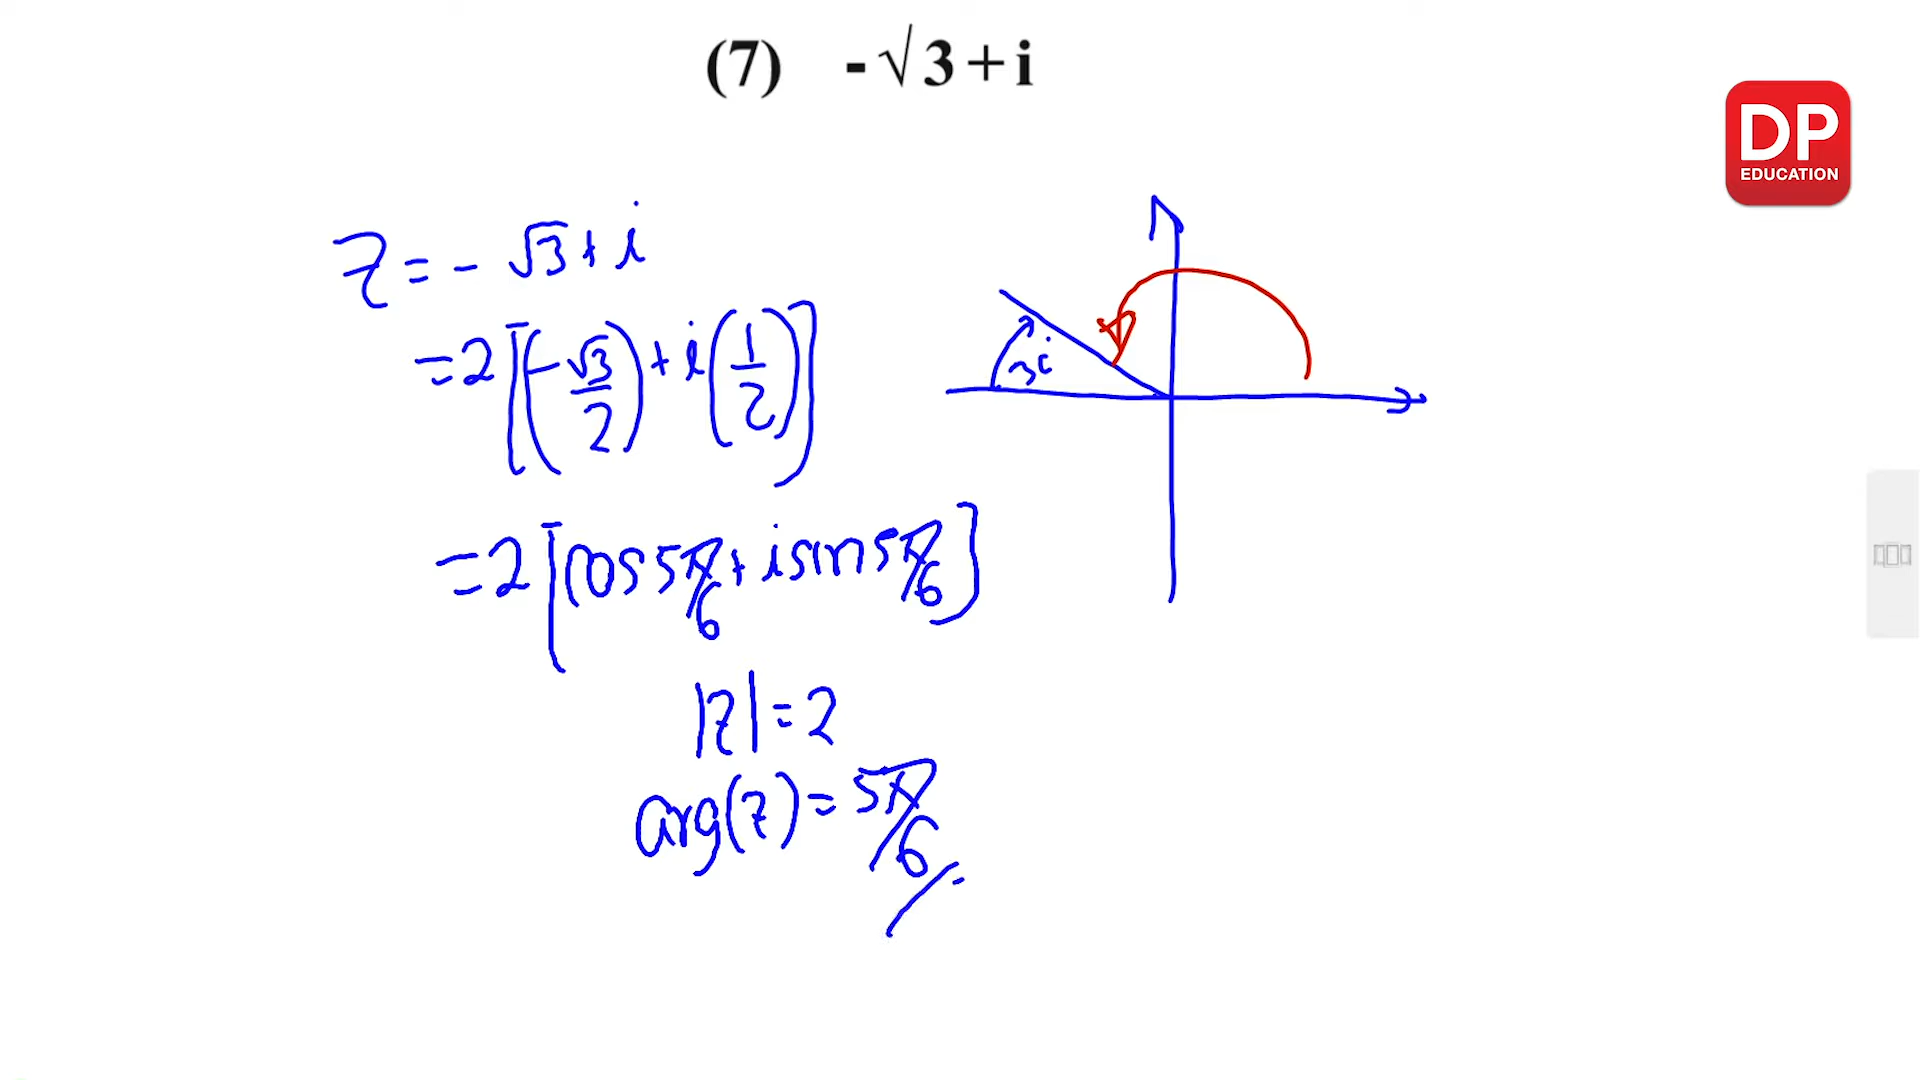 (7) -√3+i
DP
EDUCATION
z = - √3 + i
= 2 [(-√3/2) + i (1/2)]
= 2 [cos 5π/6 + i sin 5π/6]
|z| = 2
arg(z) = 5π/6